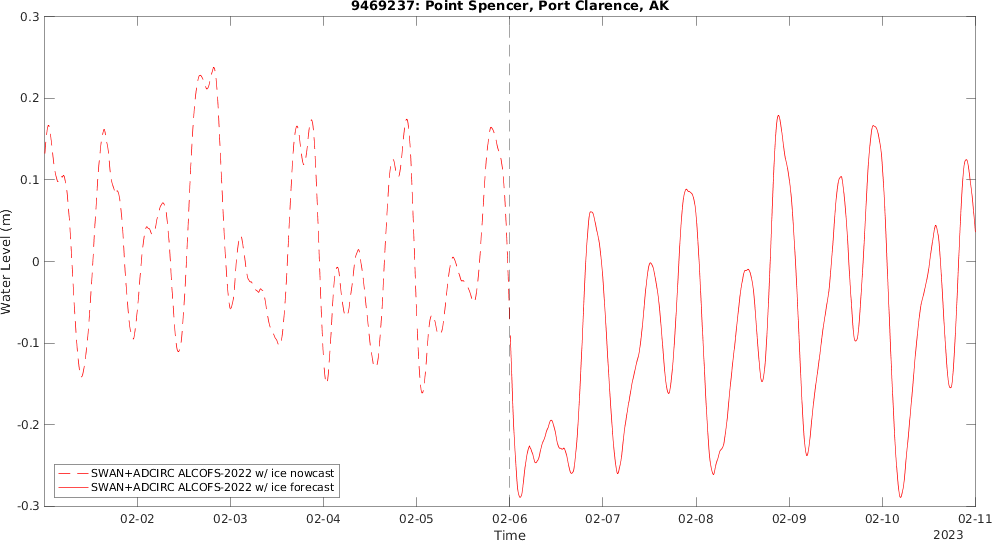 9469237: Point Spencer, Port Clarence, AK
0.3
0.2
0.1
0
-0.1
-0.2
-0.3
Water Level (m)
SWAN+ADCIRC ALCOFS-2022 w/ ice nowcast
SWAN+ADCIRC ALCOFS-2022 w/ ice forecast
02-02 02-03 02-04 02-05 02-06 02-07 02-08 02-09 02-10 02-11
Time
2023